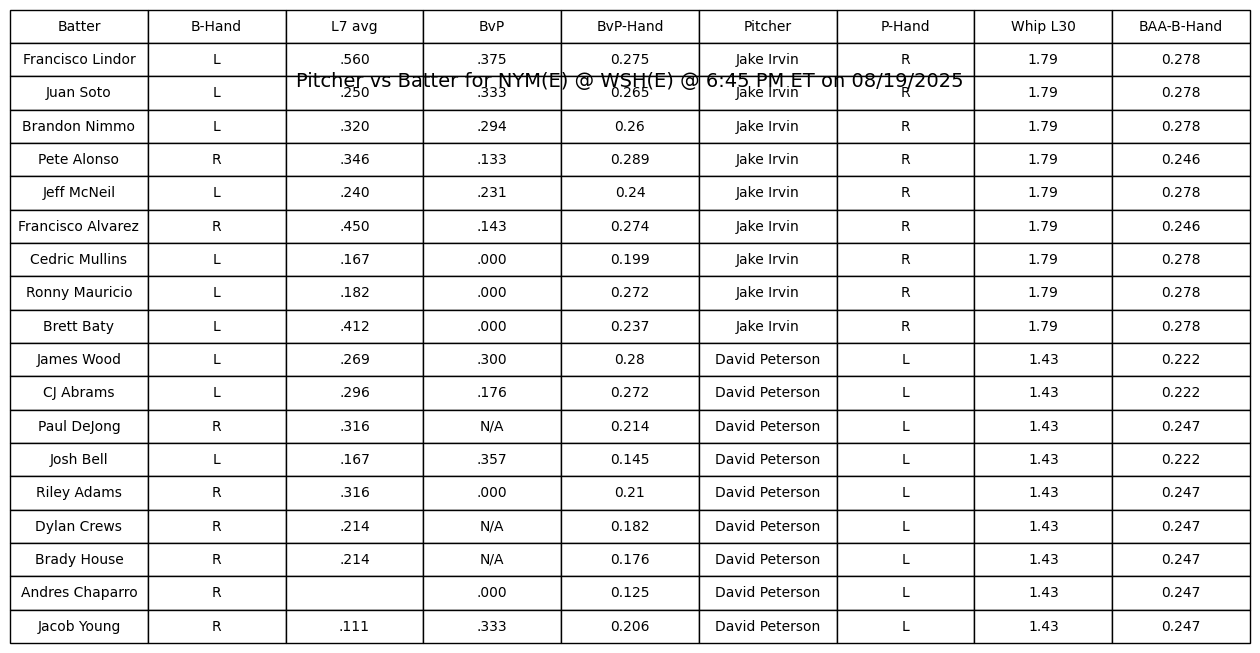 Batter B-Hand L7 avg BvP BvP-Hand Pitcher P-Hand Whip L30 BAA-B-Hand
Francisco Lindor L .560 .375 0.275 Jake Irvin R 1.79 0.278
Pitcher vs Batter for NYM(E) @ WSH(E) @ 6:45 PM ET on 08/19/2025
Juan Soto L .250 .333 0.265 Jake Irvin R 1.79 0.278
Brandon Nimmo L .320 .294 0.26 Jake Irvin R 1.79 0.278
Pete Alonso R .346 .133 0.289 Jake Irvin R 1.79 0.246
Jeff McNeil L .240 .231 0.24 Jake Irvin R 1.79 0.278
Francisco Alvarez R .450 .143 0.274 Jake Irvin R 1.79 0.246
Cedric Mullins L .167 .000 0.199 Jake Irvin R 1.79 0.278
Ronny Mauricio L .182 .000 0.272 Jake Irvin R 1.79 0.278
Brett Baty L .412 .000 0.237 Jake Irvin R 1.79 0.278
James Wood L .269 .300 0.28 David Peterson L 1.43 0.222
CJ Abrams L .296 .176 0.272 David Peterson L 1.43 0.222
Paul DeJong R .316 N/A 0.214 David Peterson L 1.43 0.247
Josh Bell L .167 .357 0.145 David Peterson L 1.43 0.222
Riley Adams R .316 .000 0.21 David Peterson L 1.43 0.247
Dylan Crews R .214 N/A 0.182 David Peterson L 1.43 0.247
Brady House R .214 N/A 0.176 David Peterson L 1.43 0.247
Andres Chaparro R .000 0.125 David Peterson L 1.43 0.247
Jacob Young R .111 .333 0.206 David Peterson L 1.43 0.247